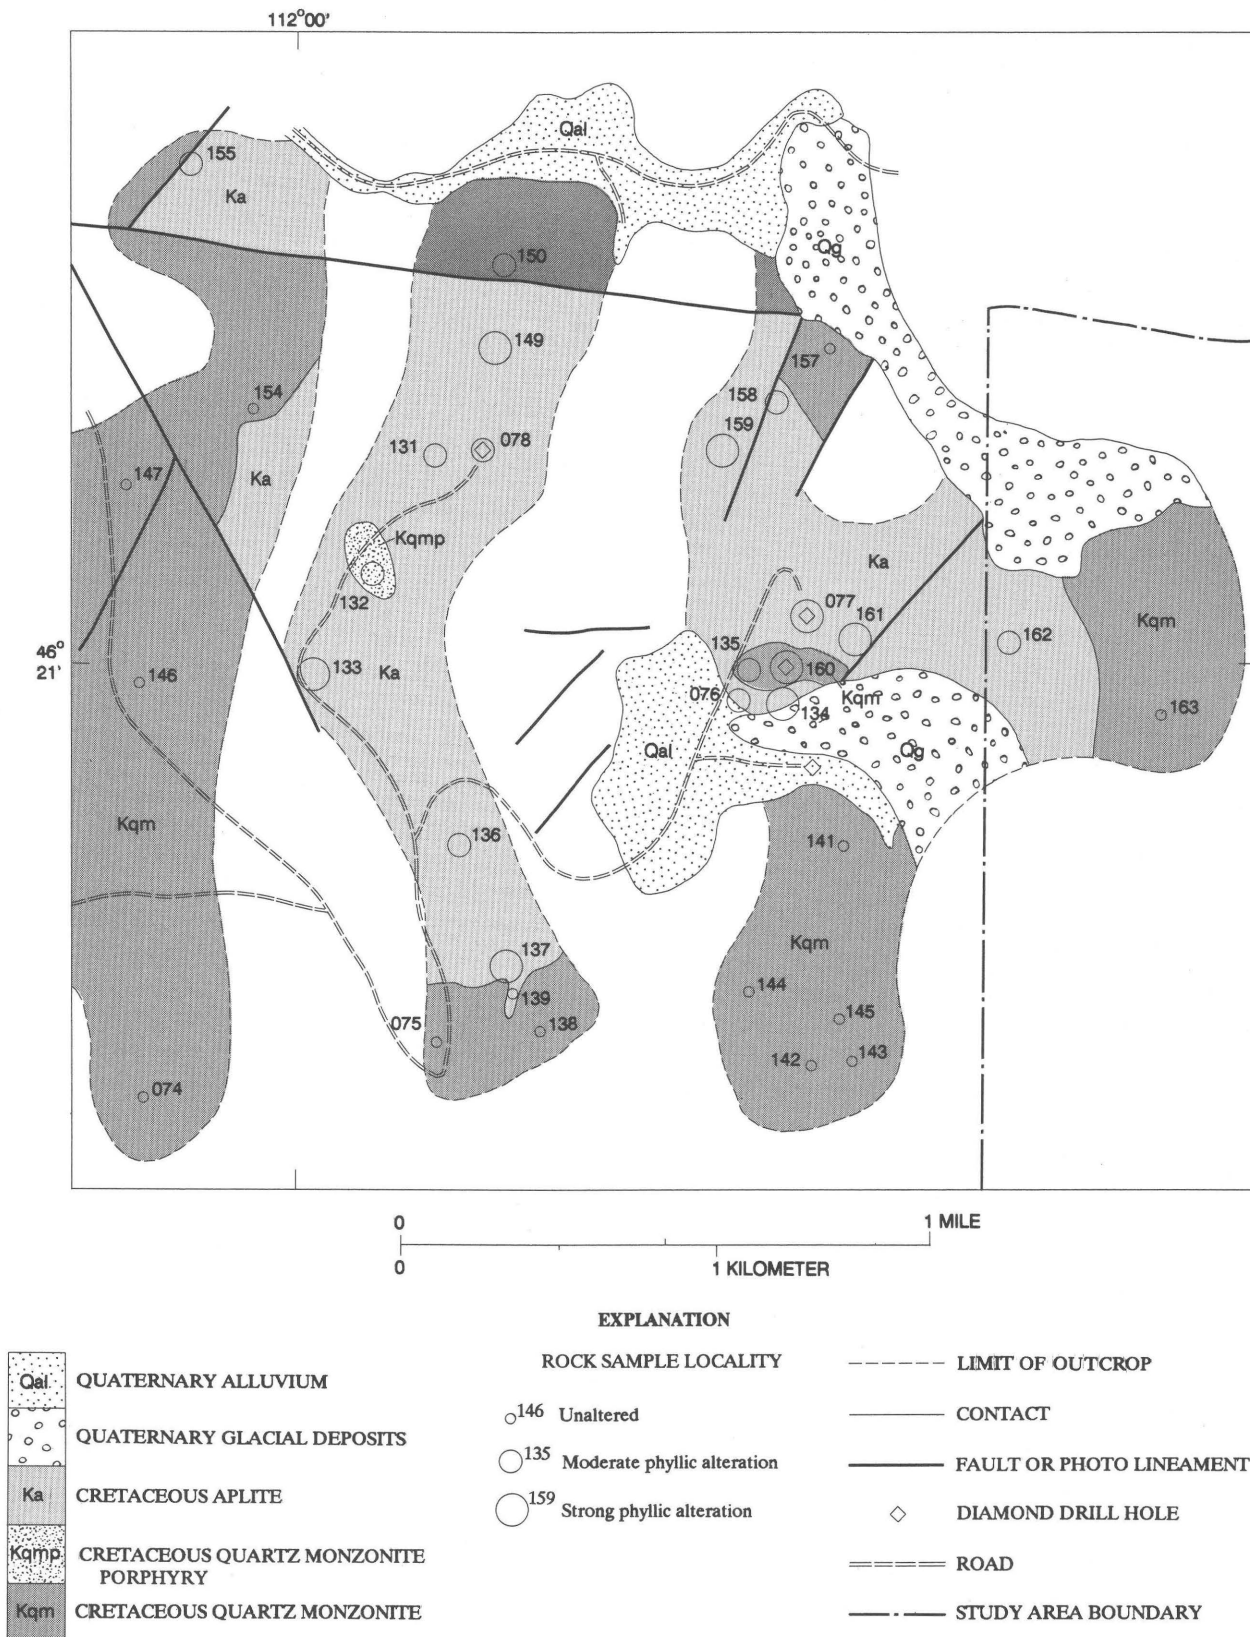 112°00'
Qal
155
Ka
Qg
150
149
157
158
154
159
131
078
147
Ka
Kqmp
Ka
132
077
161
46°
21'
135
162
Kqm
133
Ka
160
146
076
134
Kqm
163
Qal
Qg
Kqm
136
141
137
Kqm
139
144
075
138
145
142
143
074
0 1 MILE
0 1 KILOMETER
EXPLANATION
Qal QUATERNARY ALLUVIUM
QUATERNARY GLACIAL DEPOSITS
Ka CRETACEOUS APLITE
Kqmp CRETACEOUS QUARTZ MONZONITE
PORPHYRY
Kqm CRETACEOUS QUARTZ MONZONITE
ROCK SAMPLE LOCALITY
146 Unaltered
135 Moderate phyllic alteration
159 Strong phyllic alteration
LIMIT OF OUTCROP
CONTACT
FAULT OR PHOTO LINEAMENT
DIAMOND DRILL HOLE
ROAD
STUDY AREA BOUNDARY